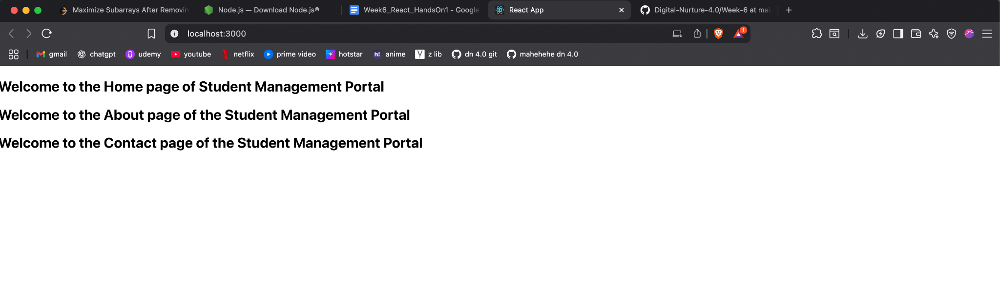 Maximize Subarrays After Removin
Node.js — Download Node.js®
Week6_React_HandsOn1 - Google
React App
Digital-Nurture-4.0/Week-6 at mai
localhost:3000
1
gmail
chatgpt
udemy
youtube
netflix
prime video
hotstar
h! anime
z lib
dn 4.0 git
mahehehe dn 4.0
Welcome to the Home page of Student Management Portal
Welcome to the About page of the Student Management Portal
Welcome to the Contact page of the Student Management Portal